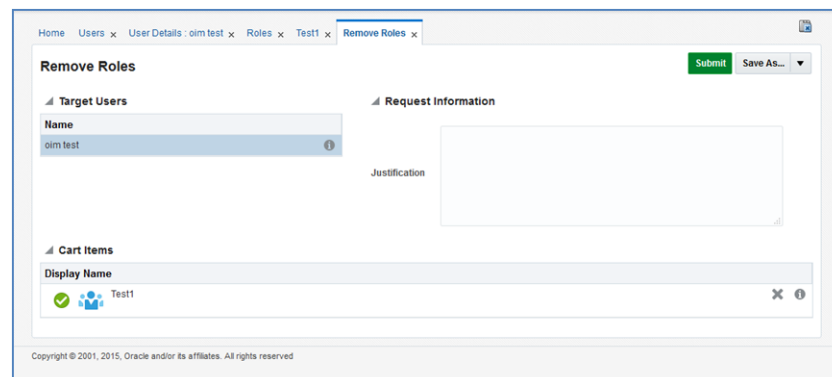 Home Users x User Details : oim test x Roles x Test1 x Remove Roles x
Remove Roles
Submit Save As...
Target Users
Name
oim test
Request Information
Justification
Cart Items
Display Name
Test1
Copyright © 2001, 2015, Oracle and/or its affiliates. All rights reserved